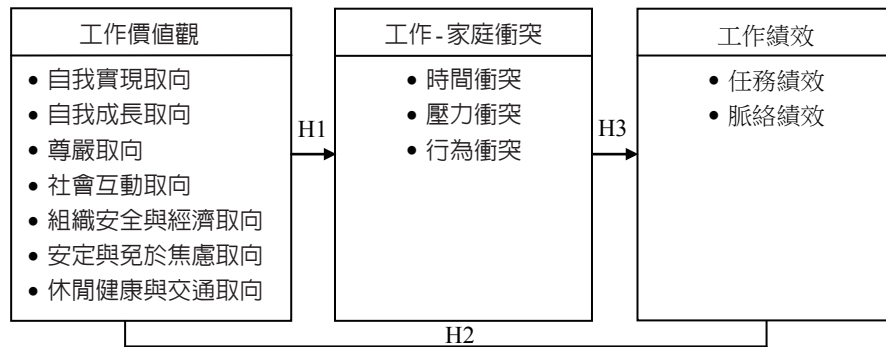 工作價值觀
• 自我實現取向
• 自我成長取向
• 尊嚴取向
• 社會互動取向
• 組織安全與經濟取向
• 安定與免於焦慮取向
• 休閒健康與交通取向
H1
工作-家庭衝突
• 時間衝突
• 壓力衝突
• 行為衝突
H3
工作績效
• 任務績效
• 脈絡績效
H2